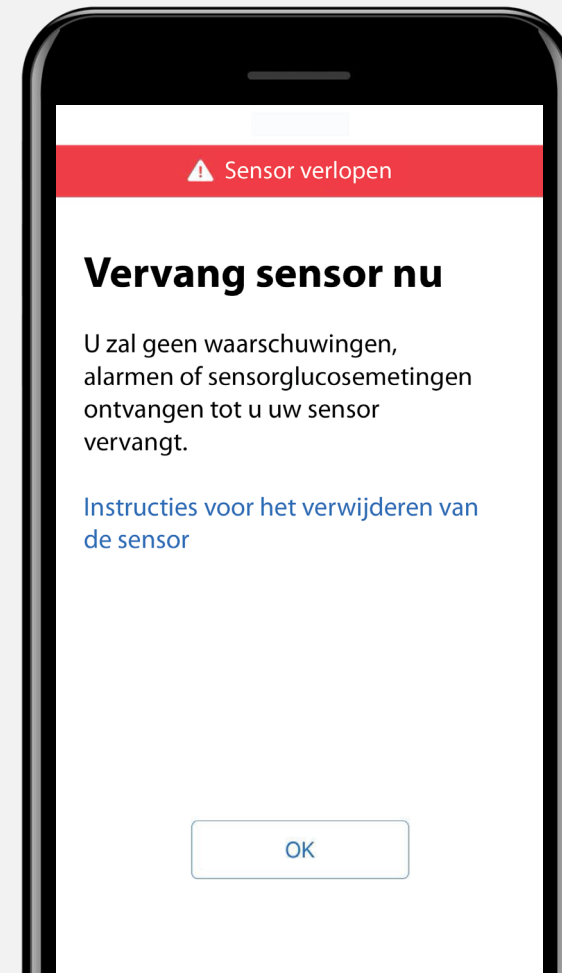 Sensor verlopen
Vervang sensor nu
U zal geen waarschuwingen,
alarmen of sensorglucosemetingen
ontvangen tot u uw sensor
vervangt.
Instructies voor het verwijderen van
de sensor
OK